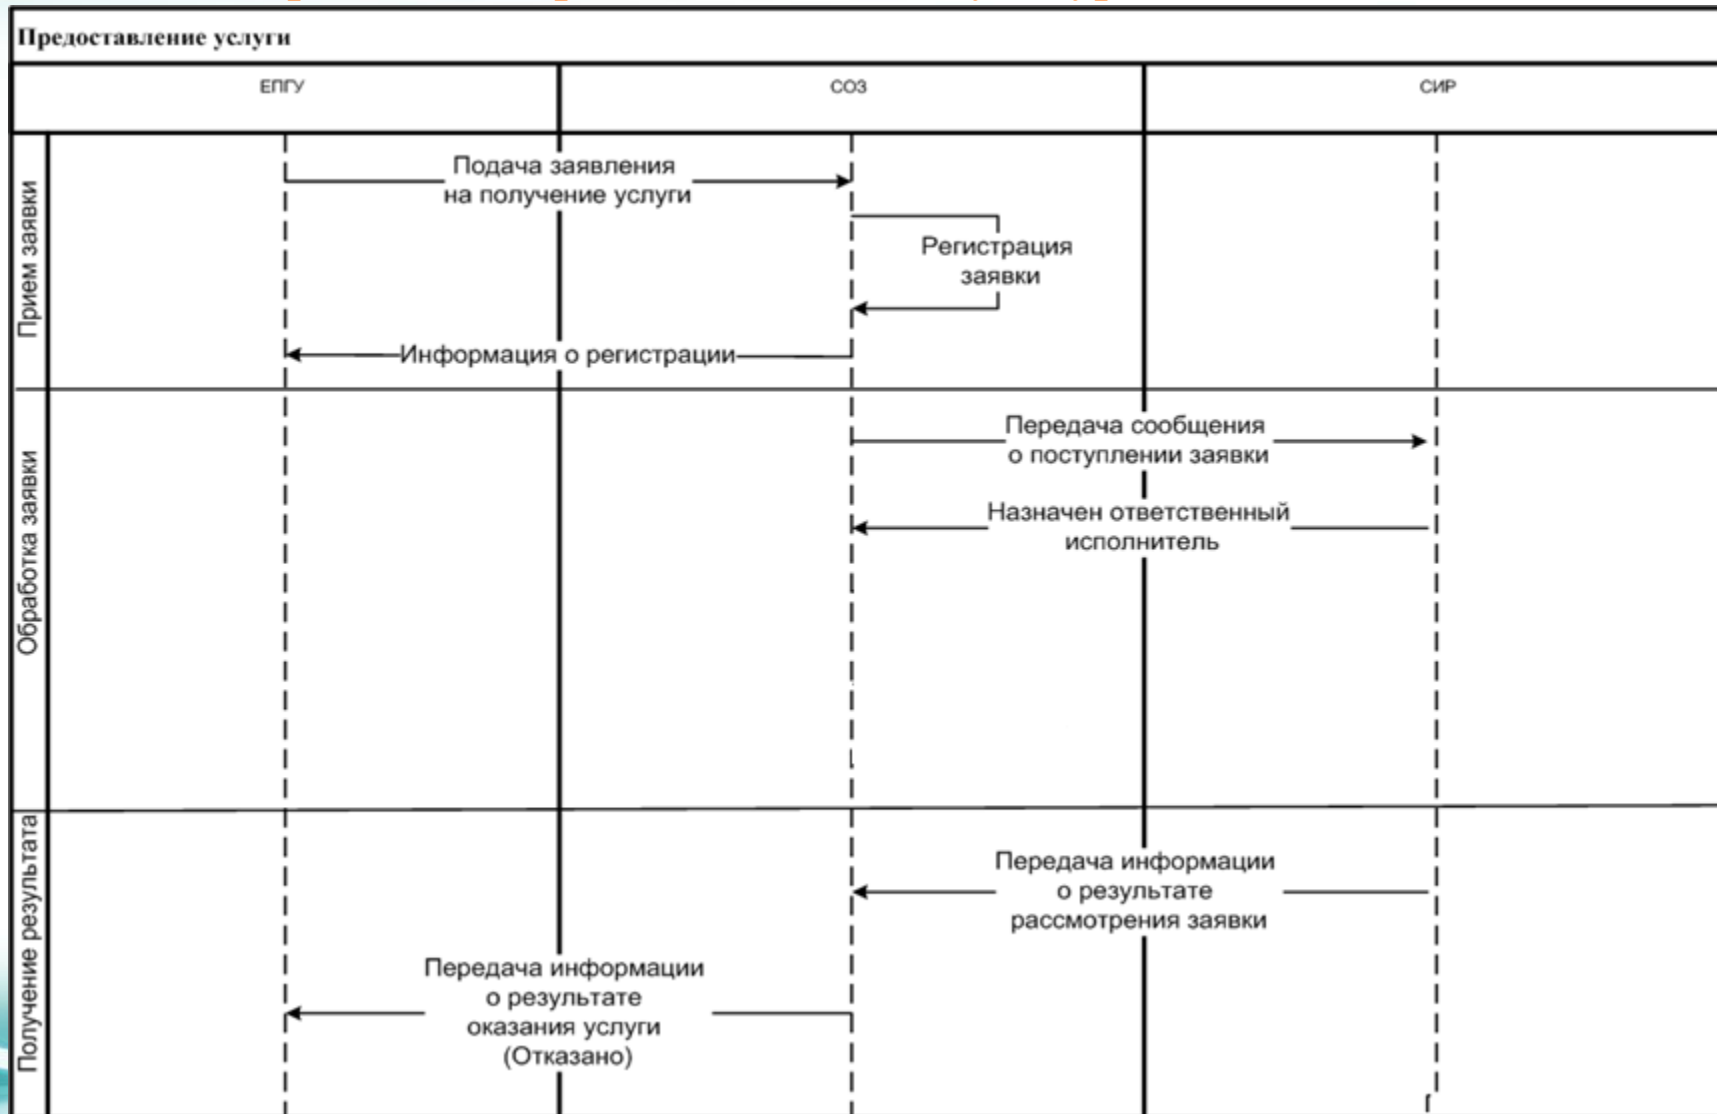 Предоставление услуги
ЕПГУ
СОЗ
СИР
Прием заявки
Подача заявления
на получение услуги
Регистрация
заявки
Информация о регистрации
Обработка заявки
Передача сообщения
о поступлении заявки
Назначен ответственный
исполнитель
Получение результата
Передача информации
о результате
рассмотрения заявки
Передача информации
о результате
оказания услуги
(Отказано)